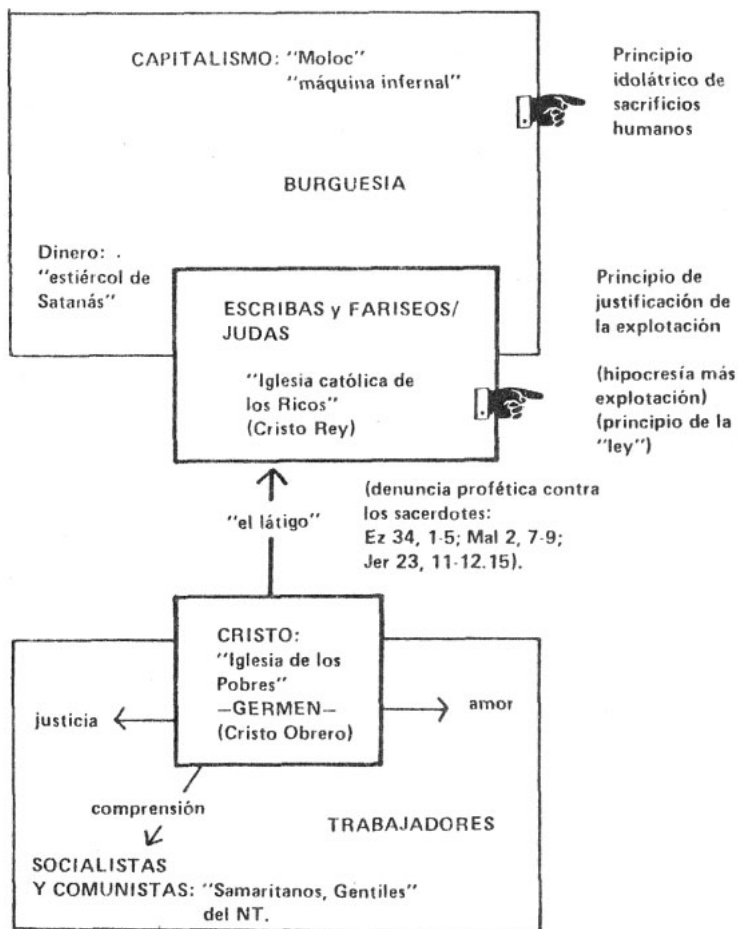 CAPITALISMO: "Moloc"
"máquina infernal"
Principio
idolátrico de
sacrificios
humanos
BURGUESIA
Dinero: .
"estiércol de
Satanás"
ESCRIBAS y FARISEOS/
JUDAS
"Iglesia católica de
los Ricos"
(Cristo Rey)
Principio de
justificación de
la explotación
(hipocresía más
explotación)
(principio de la
"ley")
"el látigo"
(denuncia profética contra
los sacerdotes:
Ez 34, 1-5; Mal 2, 7-9;
Jer 23, 11-12.15).
CRISTO:
"Iglesia de los
Pobres"
—GERMEN—
(Cristo Obrero)
justicia
amor
comprensión
TRABAJADORES
SOCIALISTAS
Y COMUNISTAS: "Samaritanos, Gentiles"
del NT.